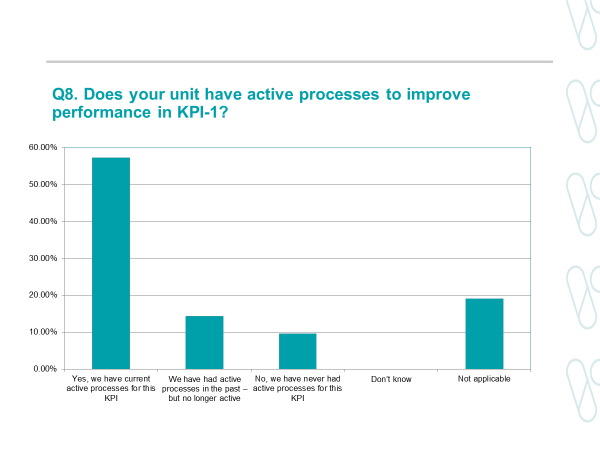 Q8. Does your unit have active processes to improve
performance in KPI-1?
60.00%
50.00%
40.00%
30.00%
20.00%
10.00%
0.00%
Yes, we have current
active processes for this
KPI
We have had active
processes in the past –
but no longer active
No, we have never had
active processes for this
KPI
Don't know
Not applicable